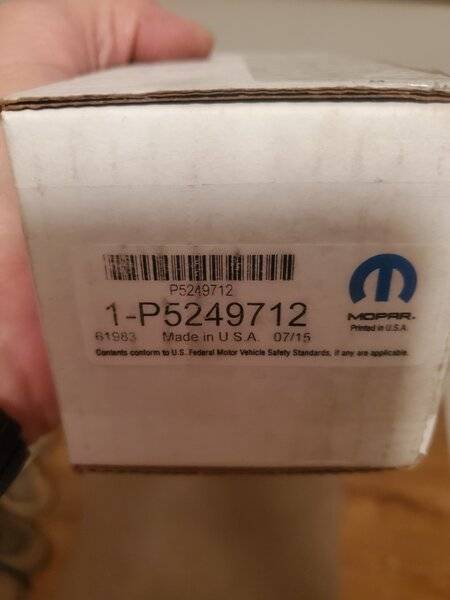 P5249712
1-P5249712
MOPAR.
Printed in U.S.A.
61983 Made in U.S.A. 07/15
Contents conform to U.S. Federal Motor Vehicle Safety Standards, if any are applicable.